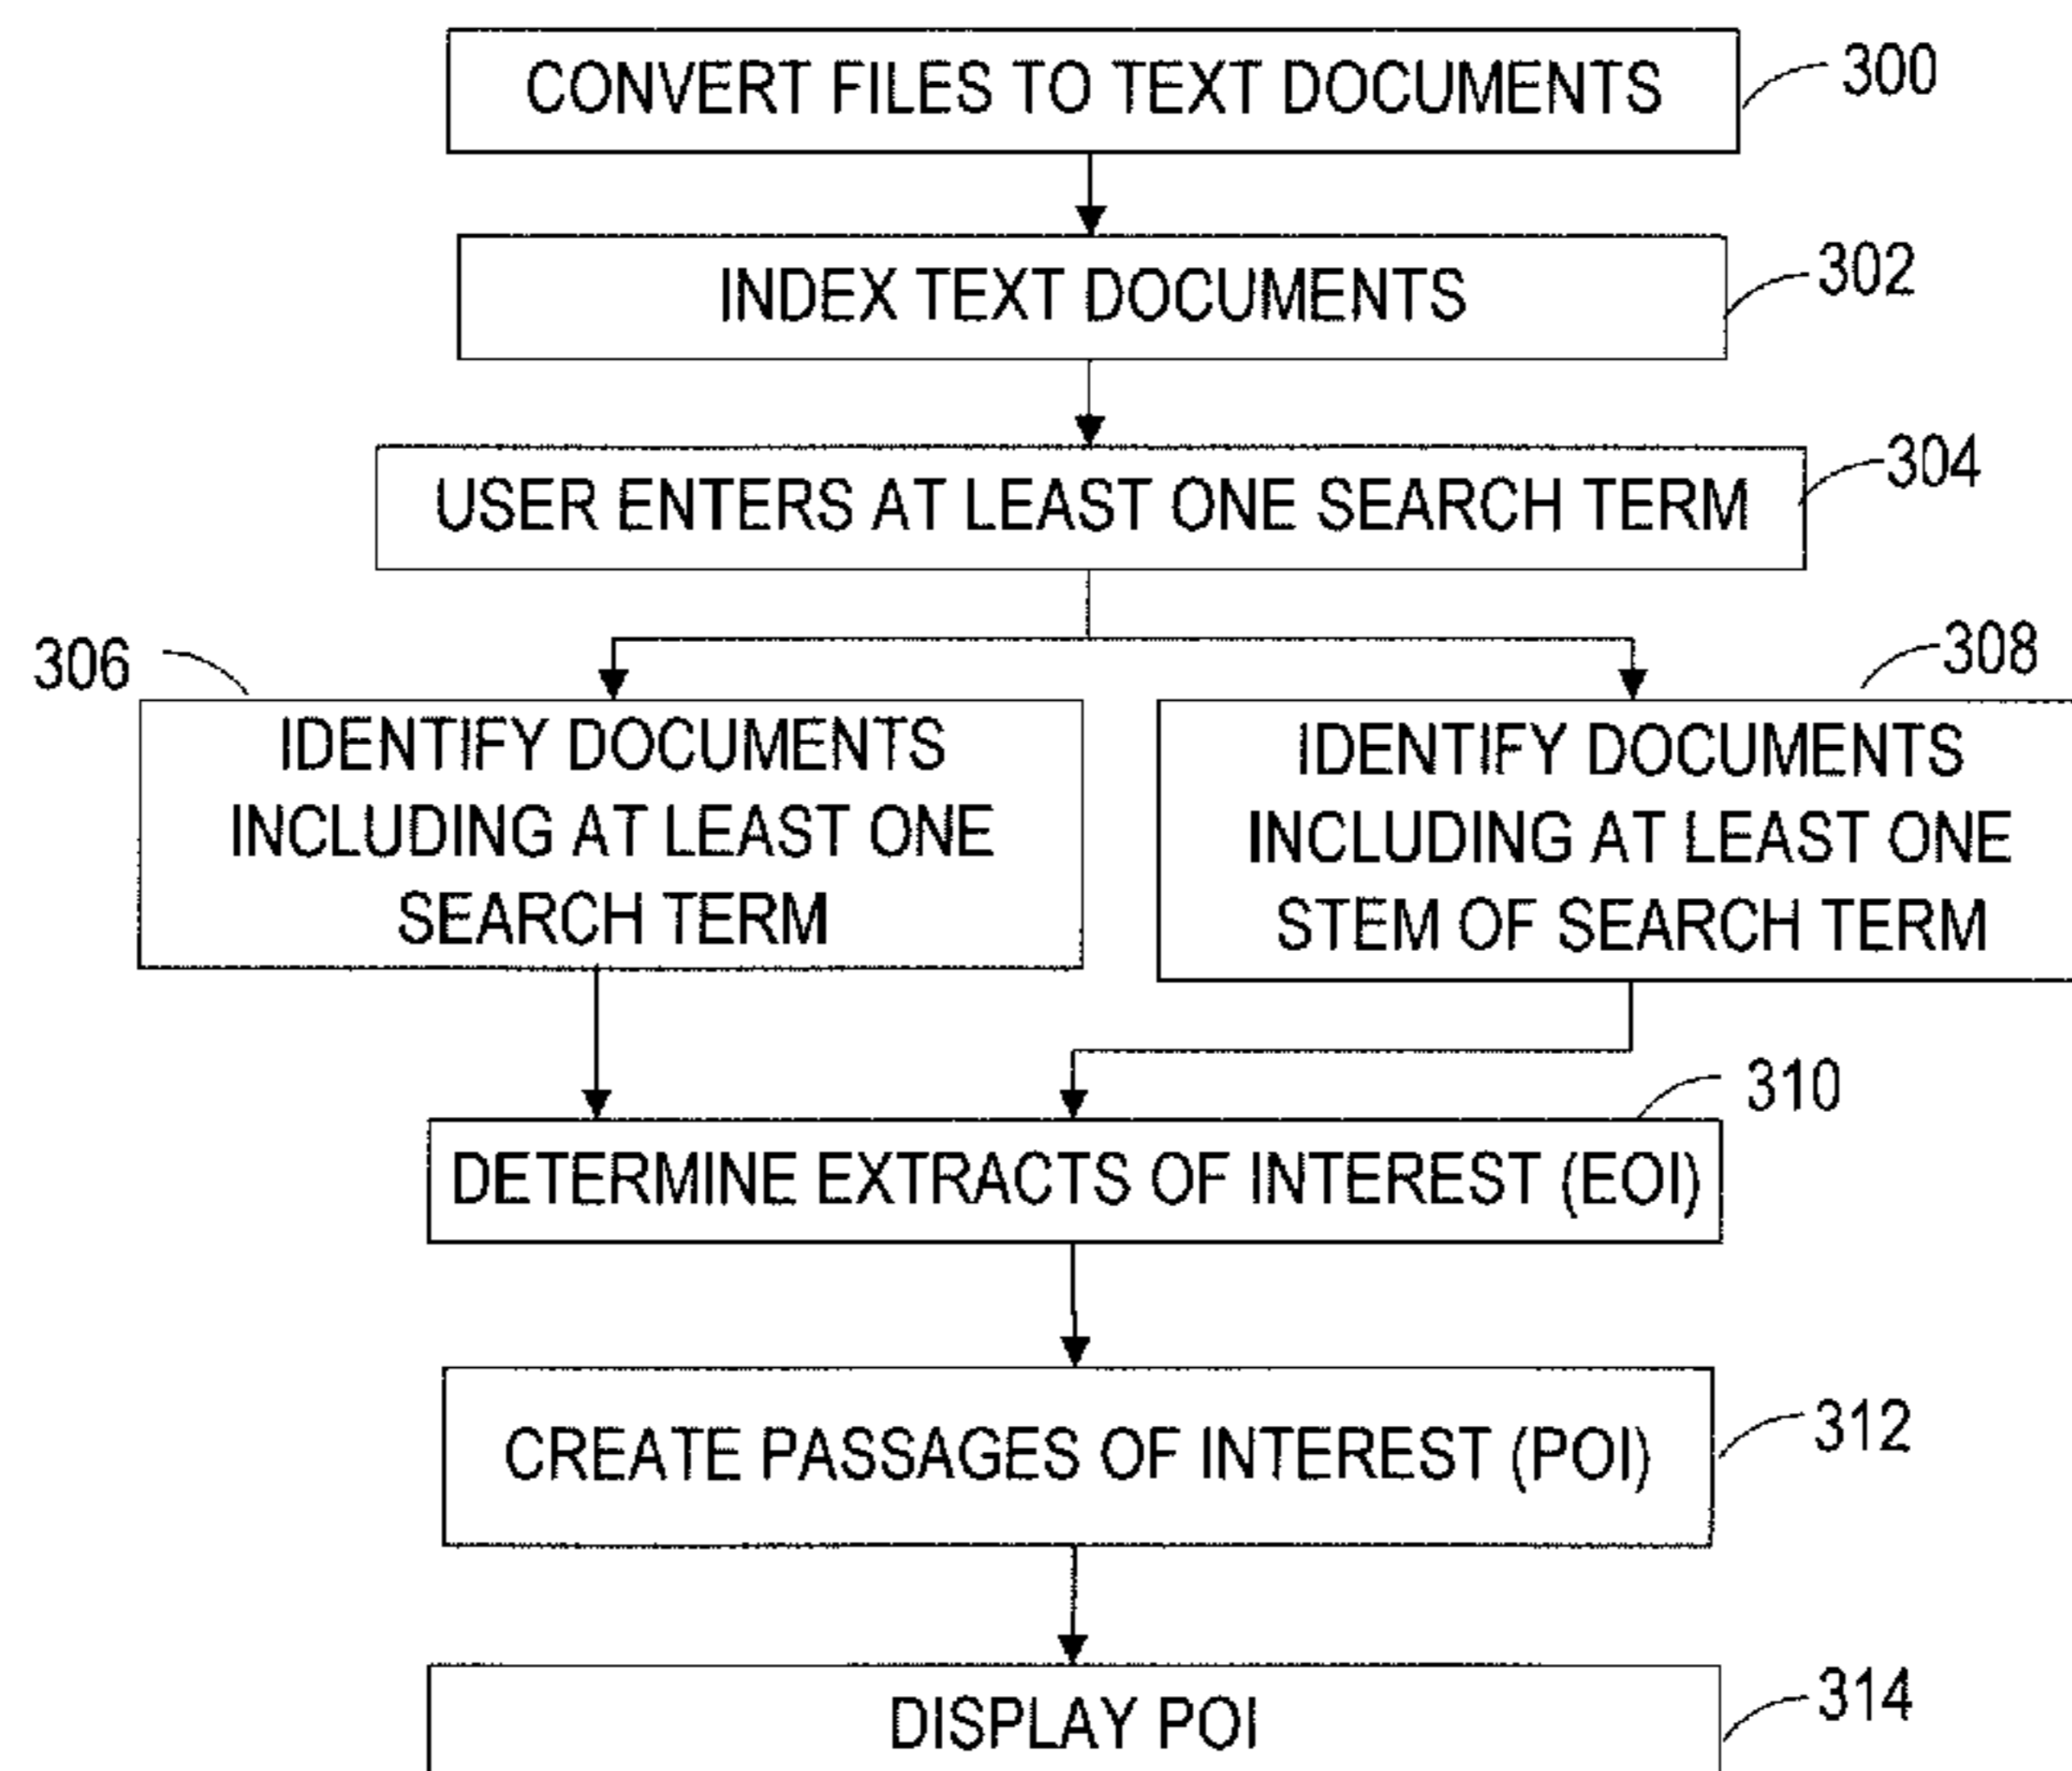 CONVERT FILES TO TEXT DOCUMENTS
300
INDEX TEXT DOCUMENTS
302
USER ENTERS AT LEAST ONE SEARCH TERM
304
306
IDENTIFY DOCUMENTS
INCLUDING AT LEAST ONE
SEARCH TERM
308
IDENTIFY DOCUMENTS
INCLUDING AT LEAST ONE
STEM OF SEARCH TERM
310
DETERMINE EXTRACTS OF INTEREST (EOI)
CREATE PASSAGES OF INTEREST (POI)
312
DISPLAY POI
314